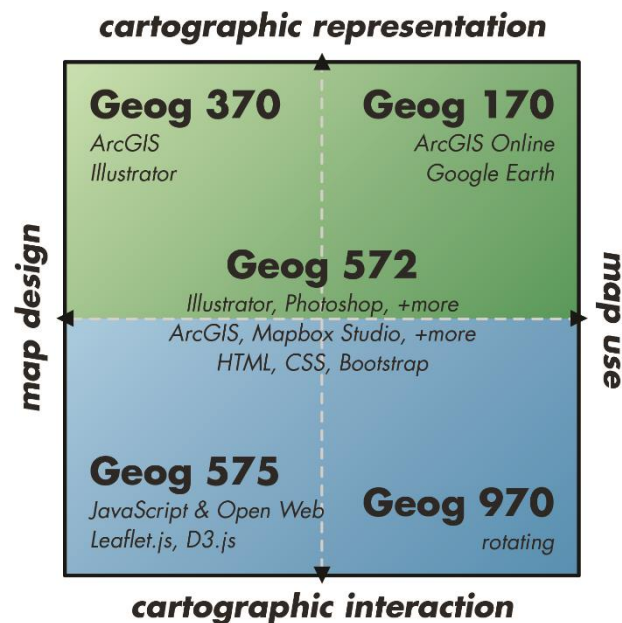 cartographic representation
Geog 370
ArcGIS
Illustrator
Geog 170
ArcGIS Online
Google Earth
map design
map use
Geog 572
Illustrator, Photoshop, +more
ArcGIS, Mapbox Studio, +more
HTML, CSS, Bootstrap
Geog 575
JavaScript & Open Web
Leaflet.js, D3.js
Geog 970
rotating
cartographic interaction